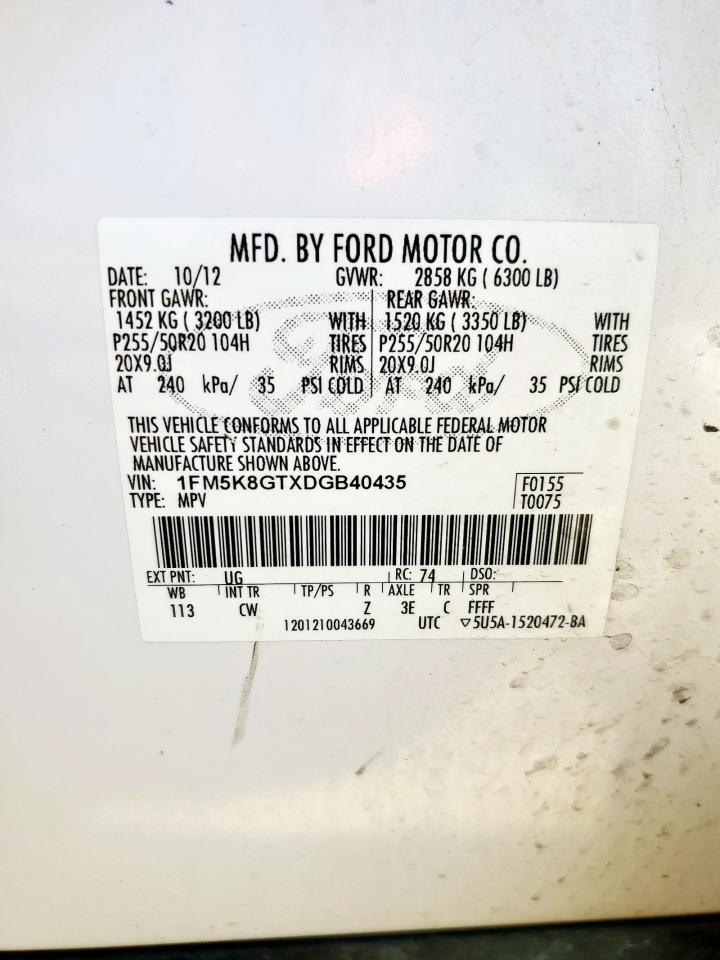 MFD. BY FORD MOTOR CO.
DATE: 10/12 GVWR: 2858 KG ( 6300 LB)
FRONT GAWR: REAR GAWR:
1452 KG ( 3200 LB) WITH 1520 KG ( 3350 LB) WITH
P255/50R20 104H TIRES P255/50R20 104H TIRES
20X9.0J RIMS 20X9.0J RIMS
AT 240 kPa/ 35 PSI COLD AT 240 kPa/ 35 PSI COLD
THIS VEHICLE CONFORMS TO ALL APPLICABLE FEDERAL MOTOR
VEHICLE SAFETY STANDARDS IN EFFECT ON THE DATE OF
MANUFACTURE SHOWN ABOVE.
VIN: 1FM5K8GTXDGB40435 F0155
TYPE: MPV T0075
EXT PNT: UG RC: 74 DSO:
WB INT TR TP/PS R AXLE TR SPR
113 CW Z 3E C FFFF
1201210043669 UTC ▽5U5A-1520472-BA